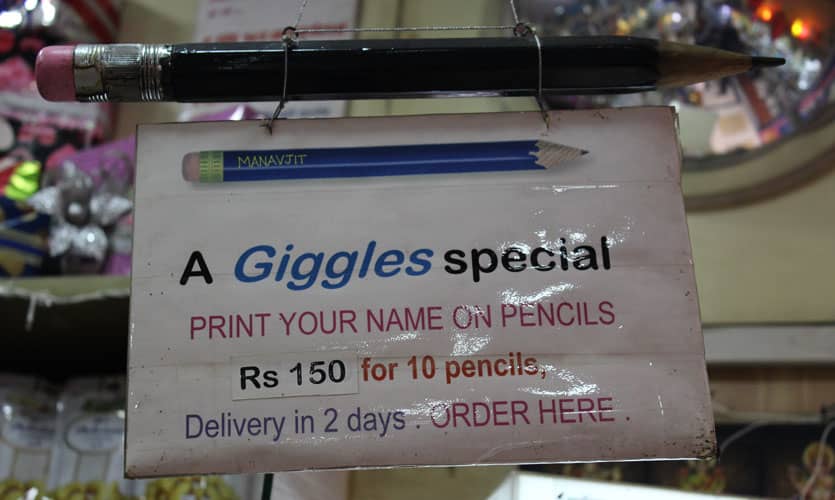 MANAVJIT
A Giggles special
PRINT YOUR NAME ON PENCILS
Rs 150 for 10 pencils,
Delivery in 2 days . ORDER HERE .